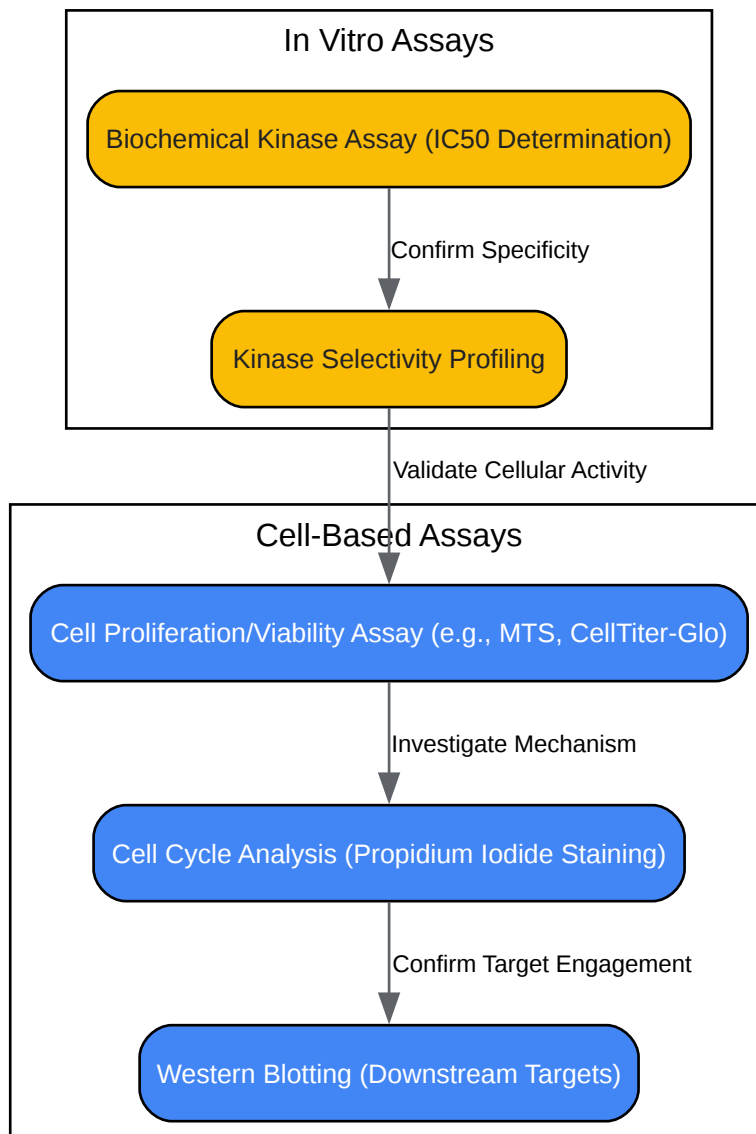 In Vitro Assays
Biochemical Kinase Assay (IC50 Determination)
Confirm Specificity
Kinase Selectivity Profiling
Validate Cellular Activity
Cell-Based Assays
Cell Proliferation/Viability Assay (e.g., MTS, CellTiter-Glo)
Investigate Mechanism
Cell Cycle Analysis (Propidium Iodide Staining)
Confirm Target Engagement
Western Blotting (Downstream Targets)